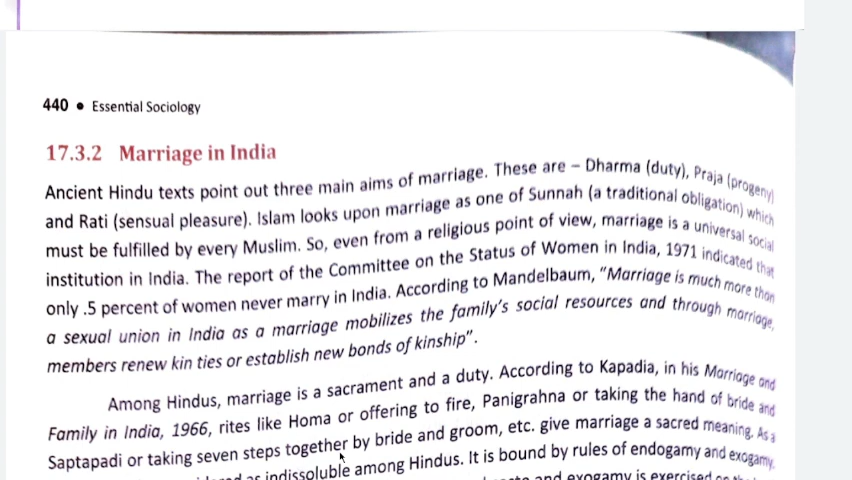 440 • Essential Sociology
17.3.2 Marriage in India
Ancient Hindu texts point out three main aims of marriage. These are – Dharma (duty), Praja (progeny)
and Rati (sensual pleasure). Islam looks upon marriage as one of Sunnah (a traditional obligation) which
must be fulfilled by every Muslim. So, even from a religious point of view, marriage is a universal social
institution in India. The report of the Committee on the Status of Women in India, 1971 indicated that
only .5 percent of women never marry in India. According to Mandelbaum, "Marriage is much more than
a sexual union in India as a marriage mobilizes the family's social resources and through marriage,
members renew kin ties or establish new bonds of kinship".
Among Hindus, marriage is a sacrament and a duty. According to Kapadia, in his Marriage and
Family in India, 1966, rites like Homa or offering to fire, Panigrahna or taking the hand of bride and
Saptapadi or taking seven steps together by bride and groom, etc. give marriage a sacred meaning. As a
as indissoluble among Hindus. It is bound by rules of endogamy and exogamy.
and exogamy is exercised on